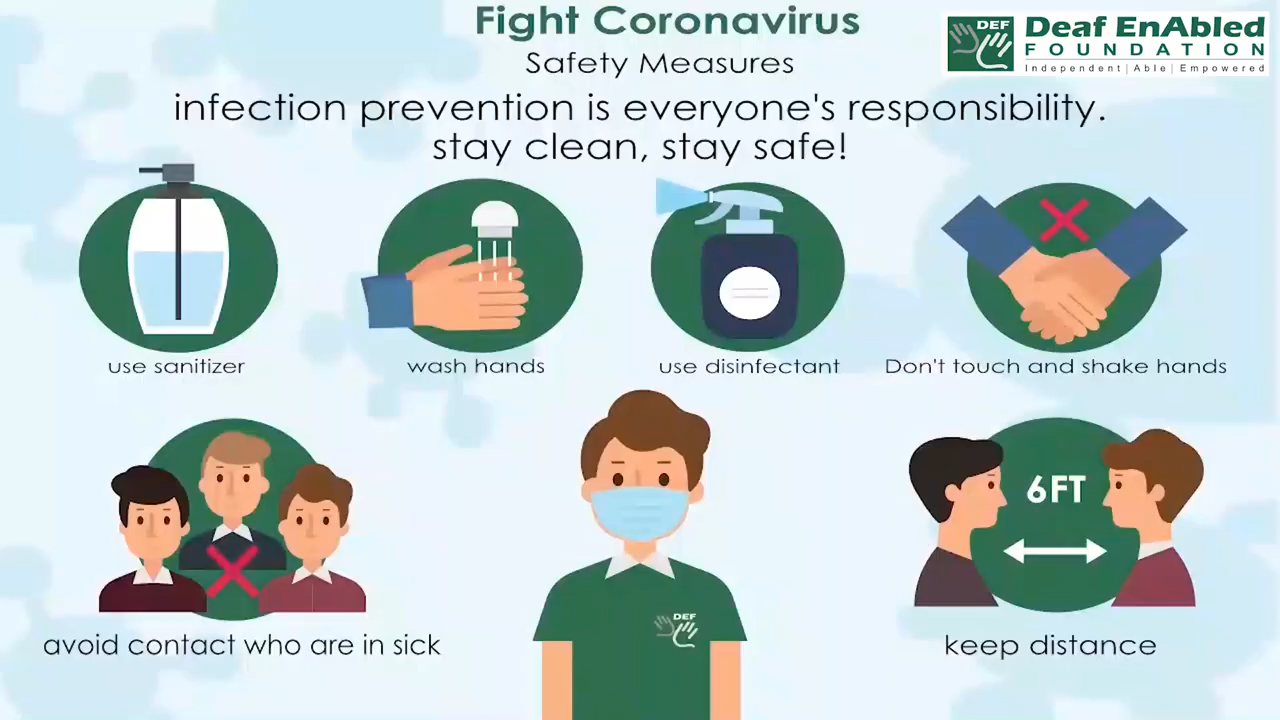 Fight Coronavirus
Safety Measures
DEF
Deaf EnAbled
FOUNDATION
Independent | Able | Empowered
infection prevention is everyone's responsibility.
stay clean, stay safe!
use sanitizer
wash hands
use disinfectant
Don't touch and shake hands
6FT
DEF
avoid contact who are in sick
keep distance